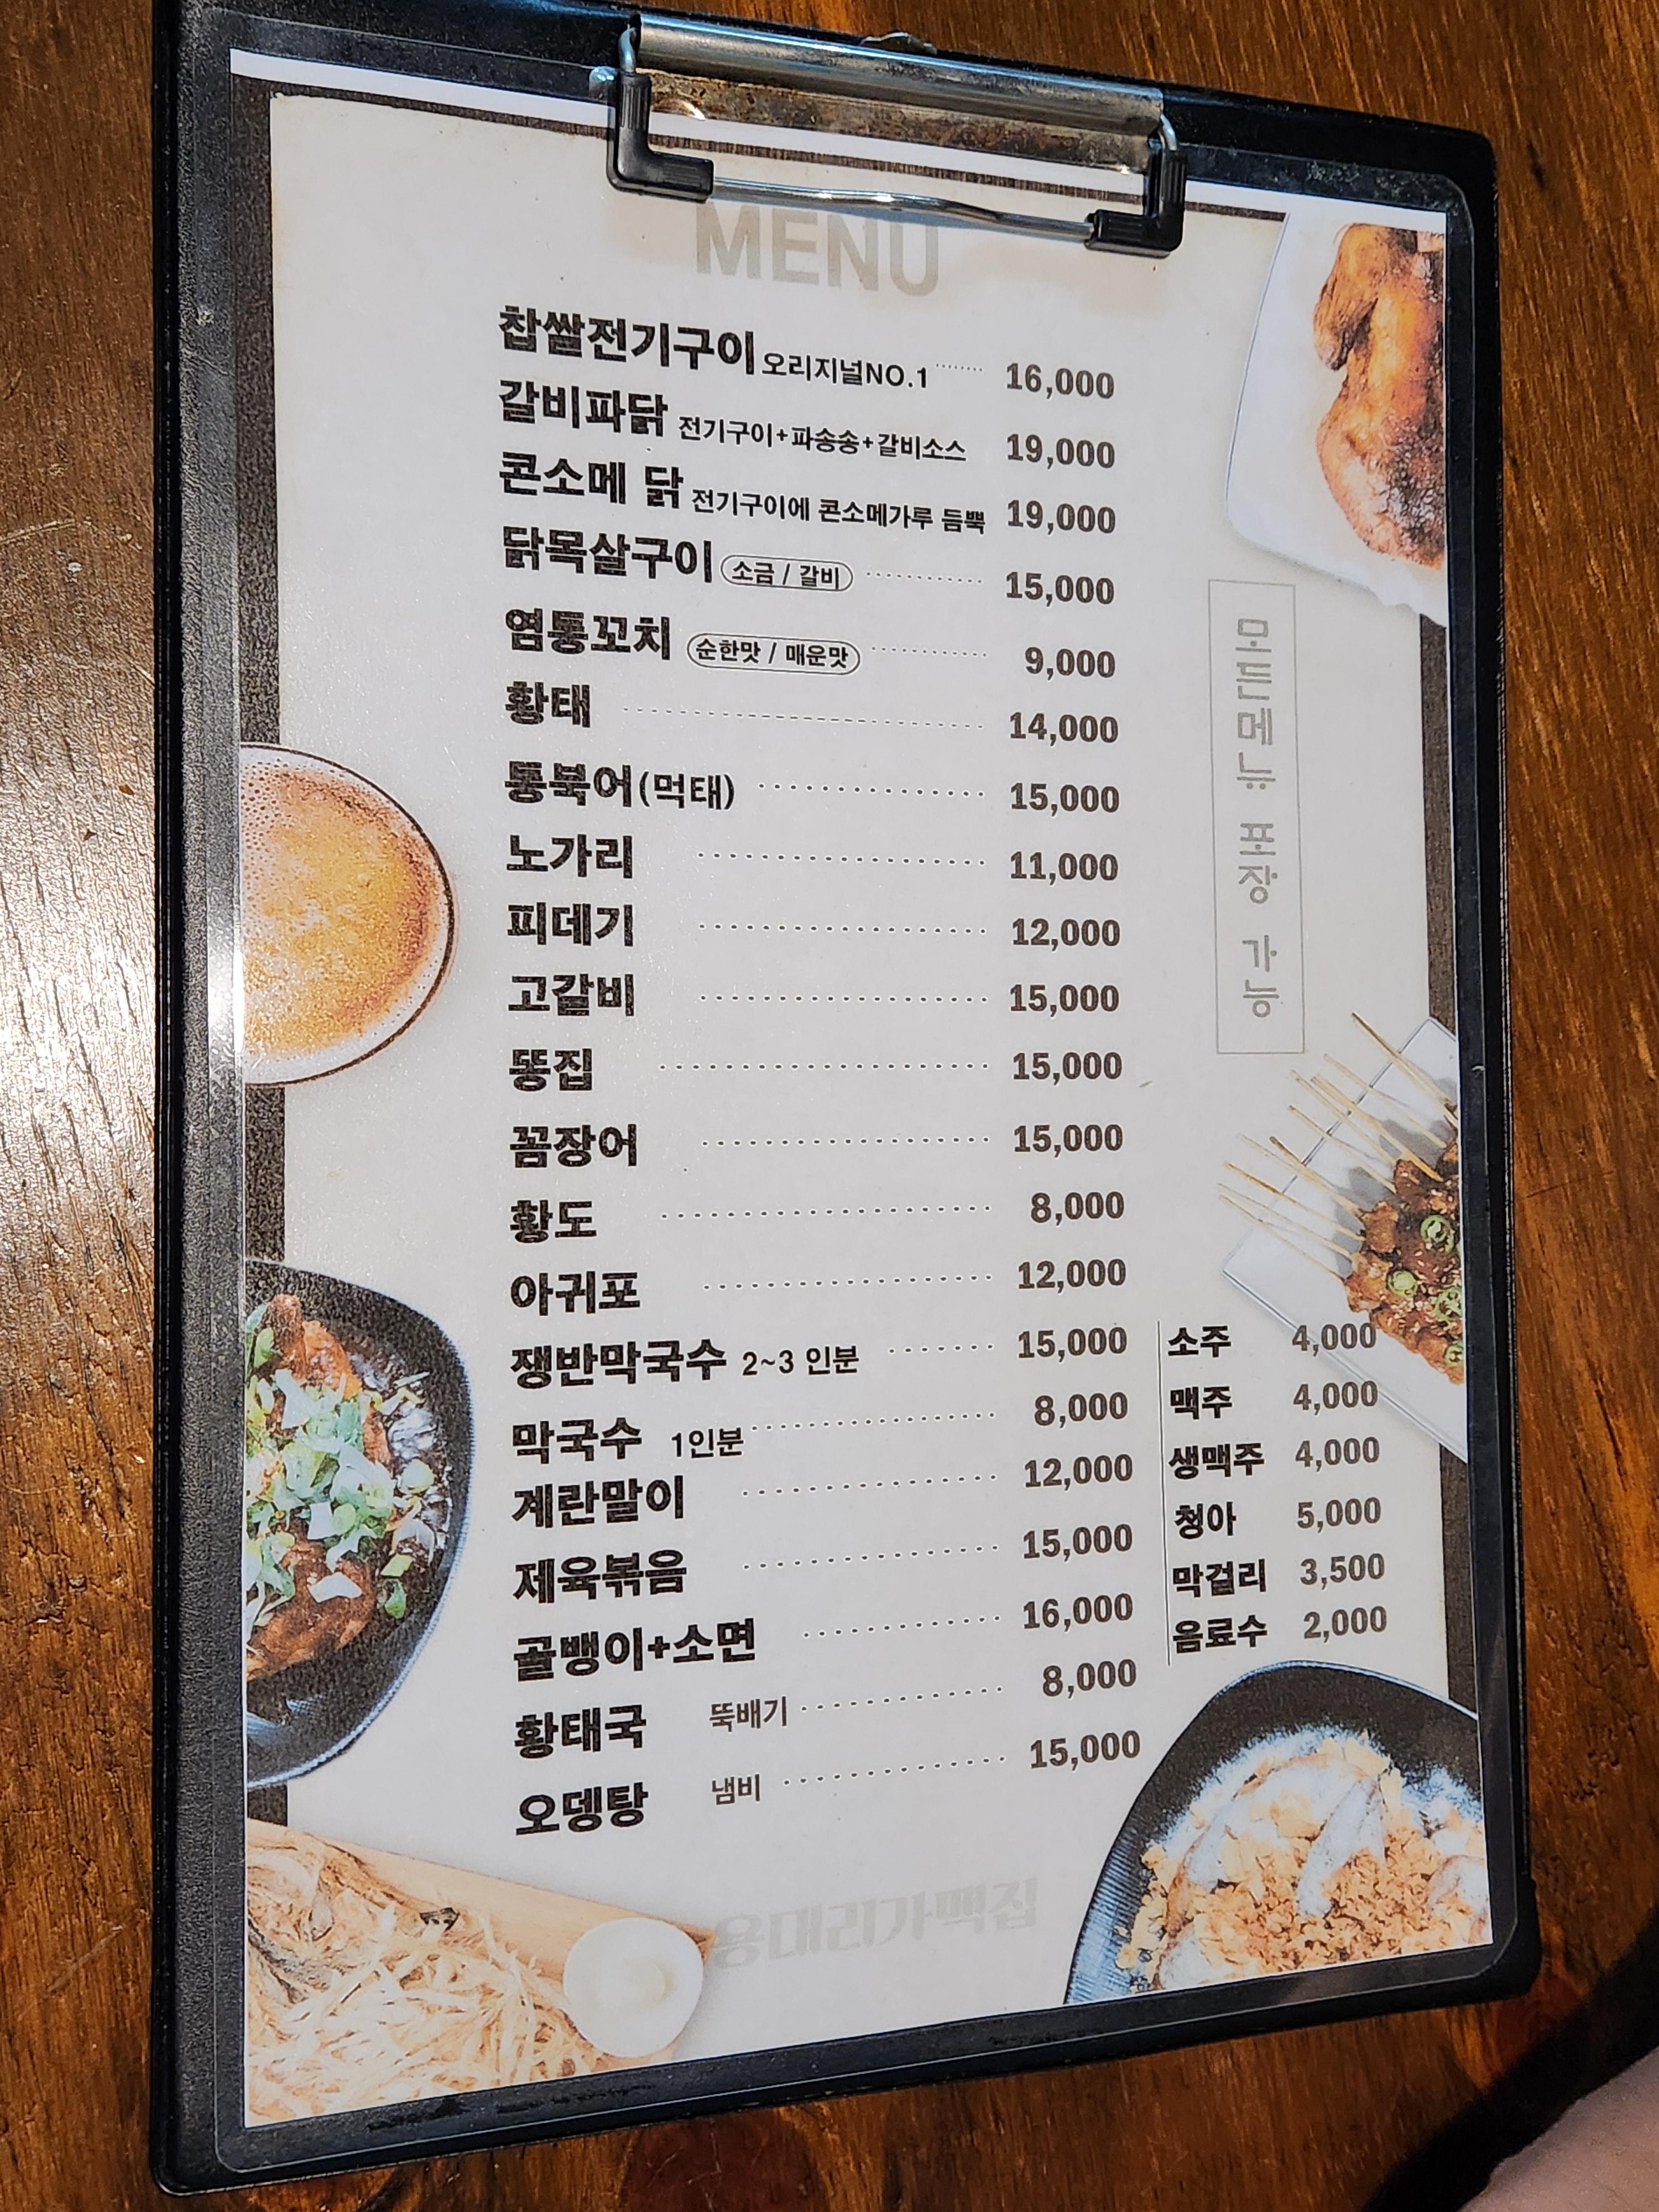 MENU
찹쌀전기구이 오리지널NO.1 ········ 16,000
갈비파닭 전기구이+파송송+갈비소스 19,000
콘소메 닭 전기구이에 콘소메가루 듬뿍 19,000
닭목살구이 소금 / 갈비 ············ 15,000
염통꼬치 순한맛 / 매운맛 ············ 9,000
황태 ············ 14,000
통북어(먹태) ············ 15,000
노가리 ············ 11,000
피데기 ············ 12,000
고갈비 ············ 15,000
똥집 ············ 15,000
꼼장어 ············ 15,000
황도 ············ 8,000
아귀포 ············ 12,000
쟁반막국수 2~3 인분 ······· 15,000
막국수 1인분 ············ 8,000
계란말이 ············ 12,000
제육볶음 ············ 15,000
골뱅이+소면 ············ 16,000
황태국 뚝배기 ············ 8,000
오뎅탕 냄비 ············ 15,000
모든메뉴 포장 가능
소주 4,000
맥주 4,000
생맥주 4,000
청아 5,000
막걸리 3,500
음료수 2,000
용대리가맥집